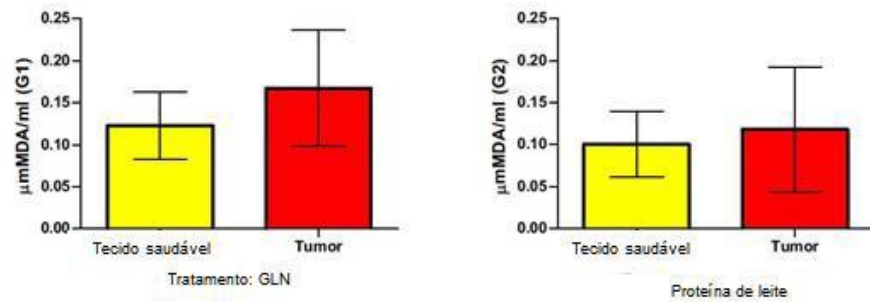 µmMDA/ml (G1)
0.25
0.20
0.15
0.10
0.05
0.00
Tecido saudável
Tumor
Tratamento: GLN
µmMDA/ml (G2)
0.25
0.20
0.15
0.10
0.05
0.00
Tecido saudável
Tumor
Proteína de leite